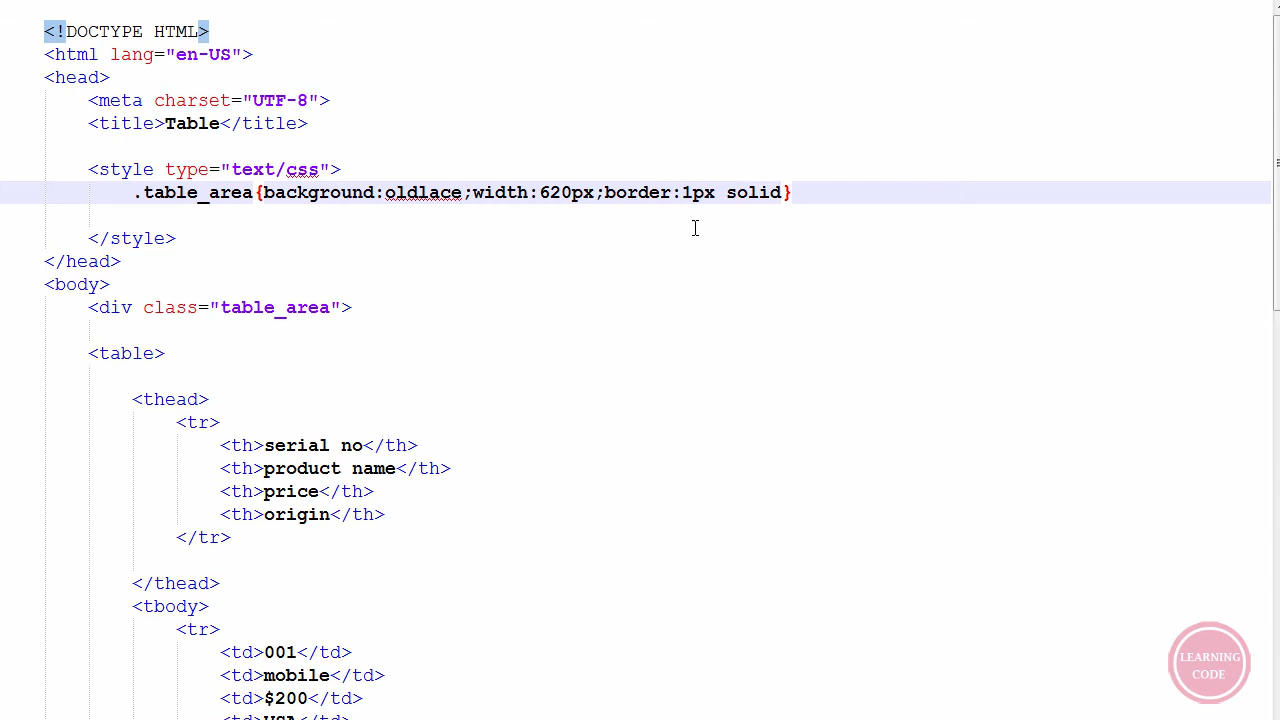 <!DOCTYPE HTML>
<html lang="en-US">
<head>
<meta charset="UTF-8">
<title>Table</title>
<style type="text/css">
.table_area{background:oldlace;width:620px;border:1px solid}
</style>
</head>
<body>
<div class="table_area">
<table>
<thead>
<tr>
<th>serial no</th>
<th>product name</th>
<th>price</th>
<th>origin</th>
</tr>
</thead>
<tbody>
<tr>
<td>001</td>
<td>mobile</td>
<td>$200</td>
<td>USA</td>
LEARNING
CODE